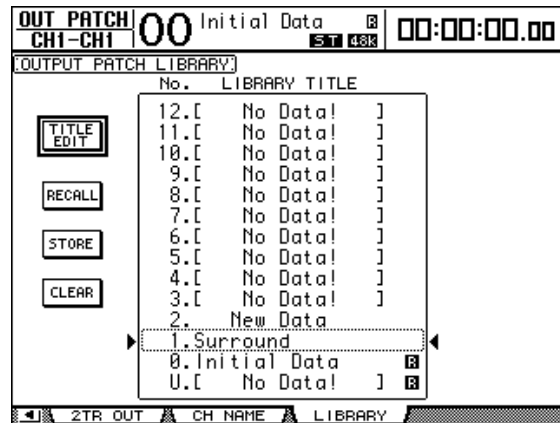 OUT PATCH
CH1-CH1
00 Initial Data R
ST 48K
00:00:00.00
OUTPUT PATCH LIBRARY
No. LIBRARY TITLE
12.[ No Data! ]
TITLE EDIT
11.[ No Data! ]
10.[ No Data! ]
9.[ No Data! ]
RECALL
8.[ No Data! ]
7.[ No Data! ]
STORE
6.[ No Data! ]
5.[ No Data! ]
4.[ No Data! ]
CLEAR
3.[ No Data! ]
2. New Data
1.Surround
0.Initial Data R
U.[ No Data! ] R
2TR OUT
CH NAME
LIBRARY